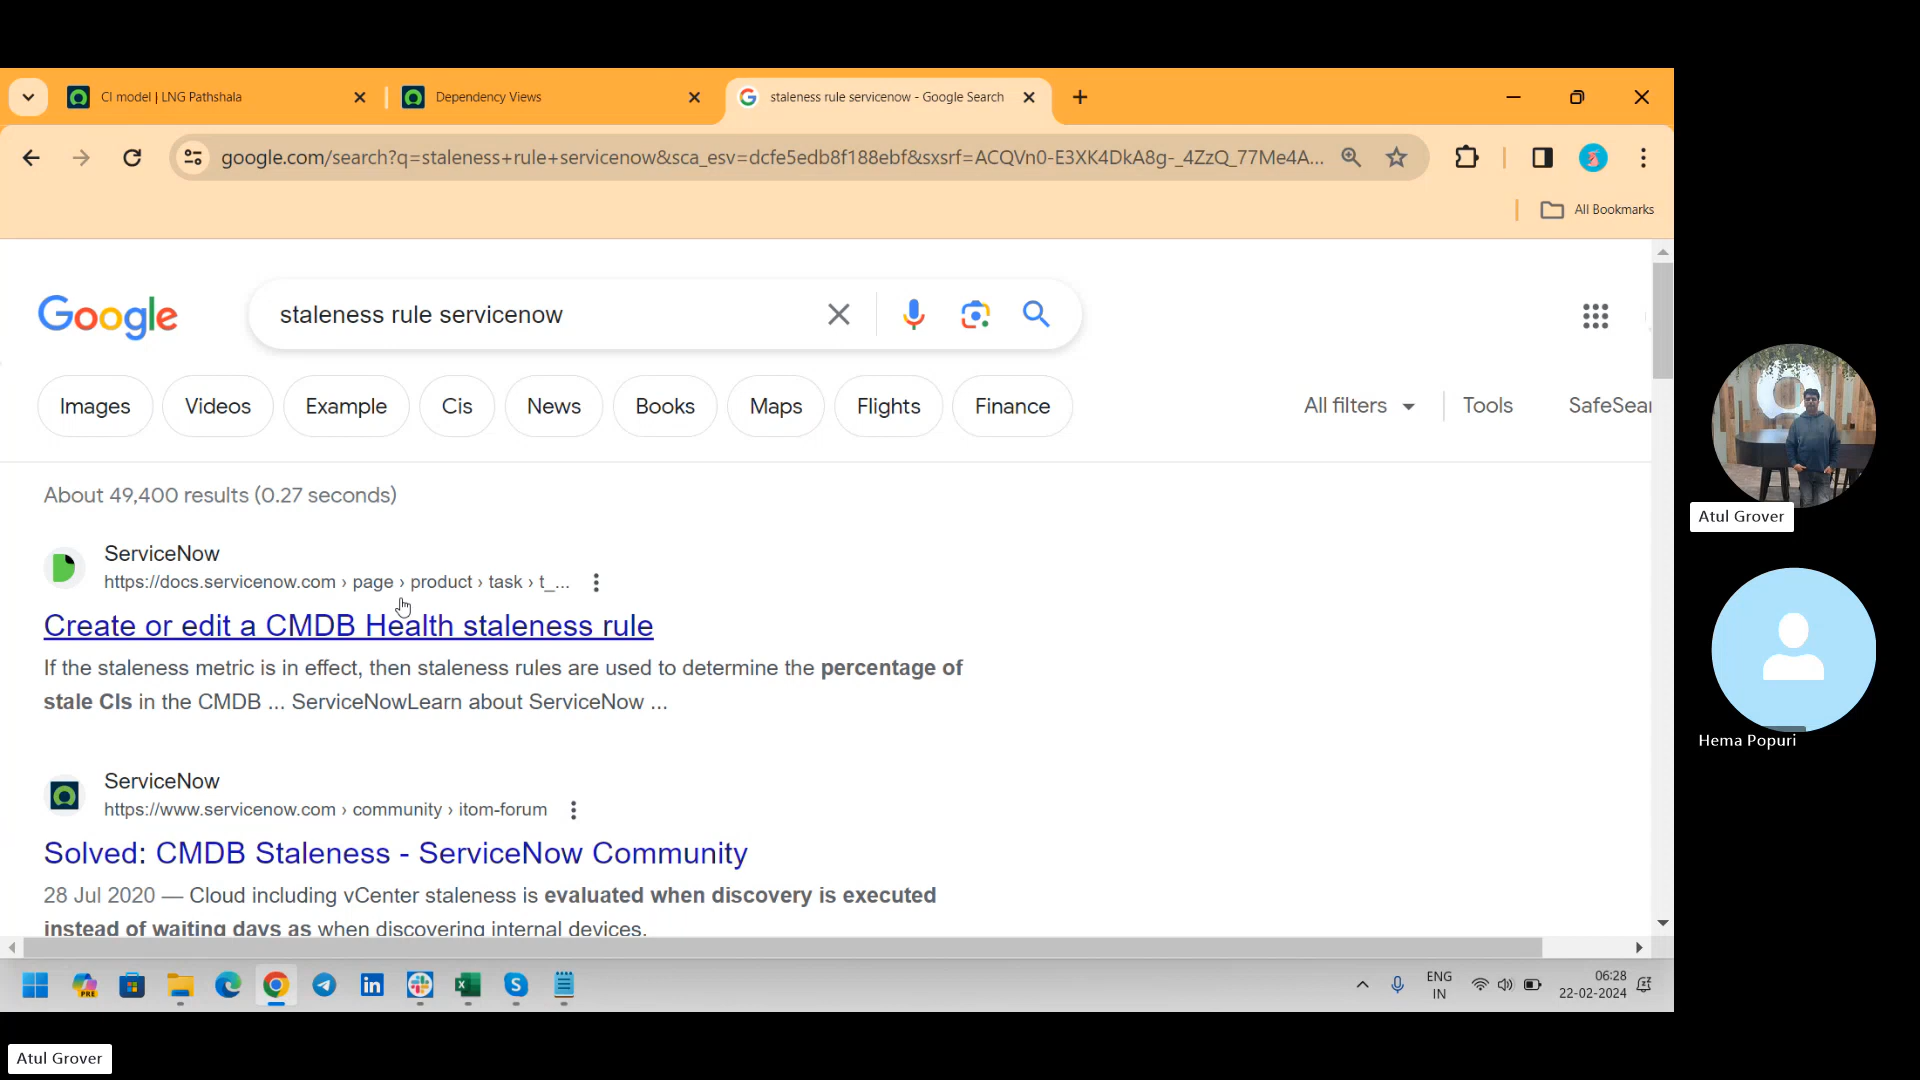 CI model | LNG Pathshala
Dependency Views
staleness rule servicenow - Google Search
google.com/search?q=staleness+rule+servicenow&sca_esv=dcfe5edb8f188ebf&sxsrf=ACQVn0-E3XK4DkA8g-_4ZzQ_77Me4A...
All Bookmarks
Google
staleness rule servicenow
Images
Videos
Example
Cis
News
Books
Maps
Flights
Finance
All filters
Tools
SafeSear
About 49,400 results (0.27 seconds)
ServiceNow
https://docs.servicenow.com › page › product › task › t_...
Create or edit a CMDB Health staleness rule
If the staleness metric is in effect, then staleness rules are used to determine the percentage of
stale CIs in the CMDB ... ServiceNowLearn about ServiceNow ...
ServiceNow
https://www.servicenow.com › community › itom-forum
Solved: CMDB Staleness - ServiceNow Community
28 Jul 2020 — Cloud including vCenter staleness is evaluated when discovery is executed
instead of waiting days as when discovering internal devices.
PRE
ENG
IN
06:28
22-02-2024
Atul Grover
Hema Popuri
Atul Grover